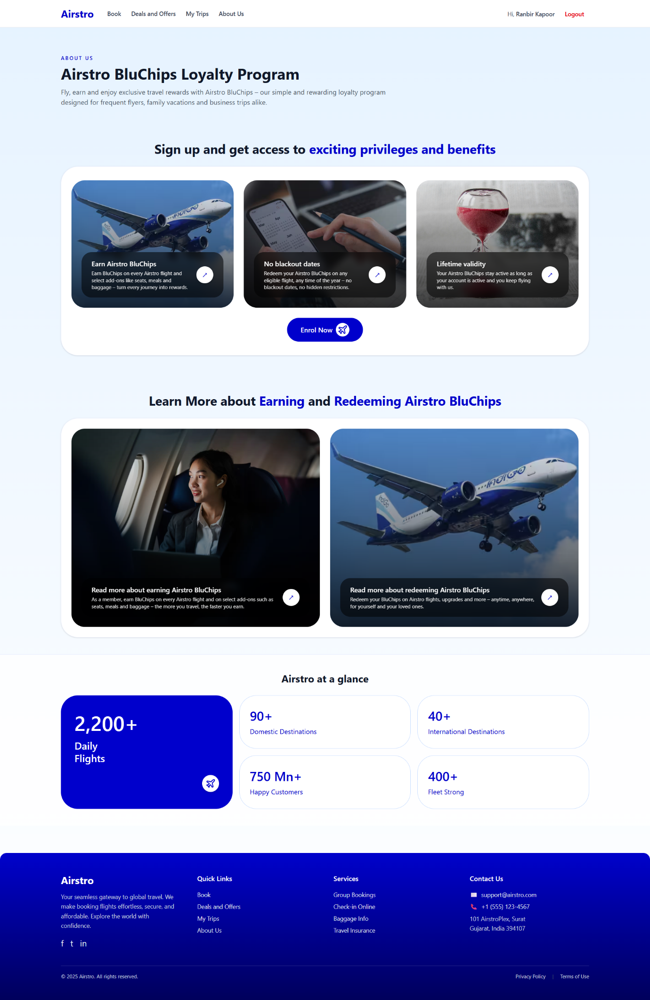 Airstro
Book
Deals and Offers
My Trips
About Us
Hi, Ranbir Kapoor
Logout
ABOUT US
Airstro BluChips Loyalty Program
Fly, earn and enjoy exclusive travel rewards with Airstro BluChips – our simple and rewarding loyalty program
designed for frequent flyers, family vacations and business trips alike.
Sign up and get access to exciting privileges and benefits
IndiGo
Earn Airstro BluChips
Earn BluChips on every Airstro flight and
select add-ons like seats, meals and
baggage – turn every journey into rewards.
Mar
Apr
May
Jun
No blackout dates
Redeem your Airstro BluChips on any
eligible flight, any time of the year – no
blackout dates, no hidden restrictions.
Lifetime validity
Your Airstro BluChips stay active as long as
your account is active and you keep flying
with us.
Enrol Now
Learn More about Earning and Redeeming Airstro BluChips
Read more about earning Airstro BluChips
As a member, earn BluChips on every Airstro flight and on select add-ons such as
seats, meals and baggage – the more you travel, the faster you earn.
IndiGo
IndiGo
Read more about redeeming Airstro BluChips
Redeem your BluChips on Airstro flights, upgrades and more – anytime, anywhere,
for yourself and your loved ones.
Airstro at a glance
2,200+
Daily
Flights
90+
Domestic Destinations
40+
International Destinations
750 Mn+
Happy Customers
400+
Fleet Strong
Airstro
Your seamless gateway to global travel. We
make booking flights effortless, secure, and
affordable. Explore the world with
confidence.
f t in
Quick Links
Book
Deals and Offers
My Trips
About Us
Services
Group Bookings
Check-in Online
Baggage Info
Travel Insurance
Contact Us
support@airstro.com
+1 (555) 123-4567
101 AirstroPlex, Surat
Gujarat, India 394107
© 2025 Airstro. All rights reserved.
Privacy Policy | Terms of Use